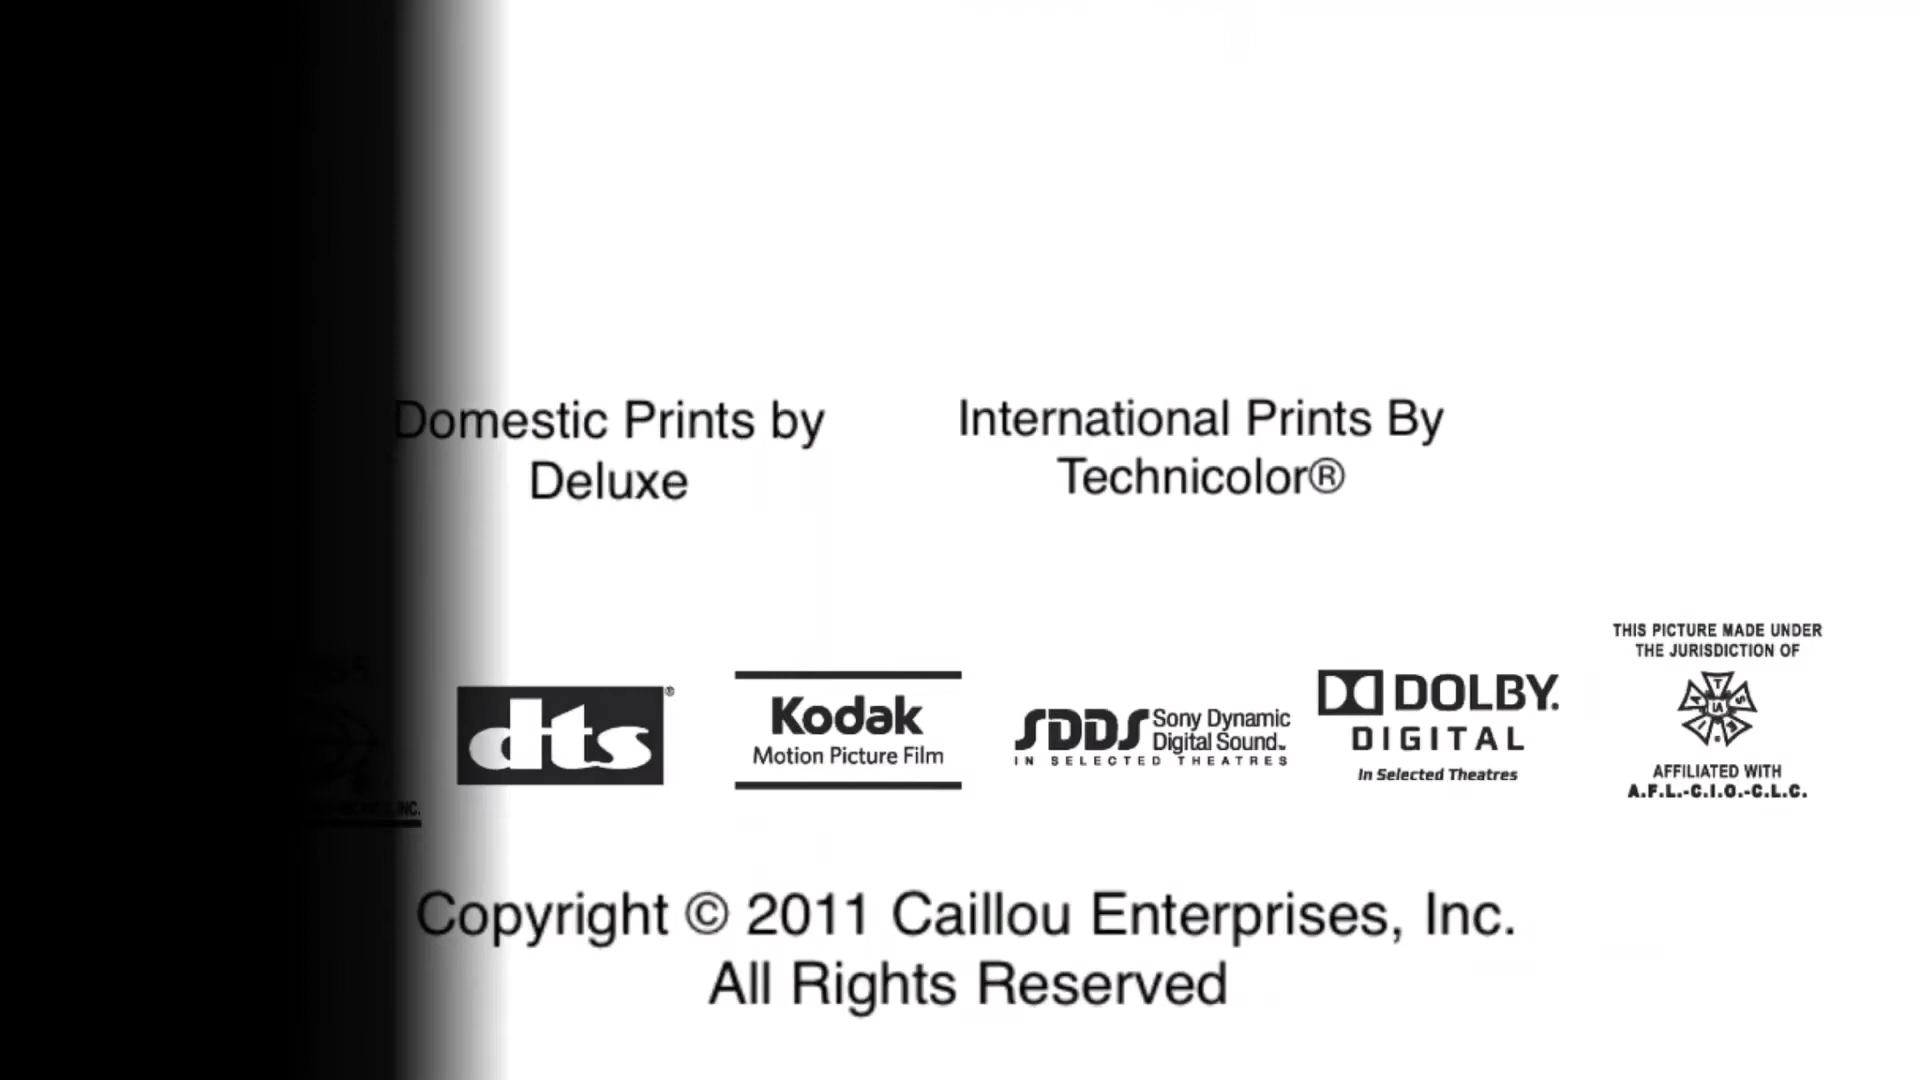 Domestic Prints by
Deluxe
International Prints By
Technicolor®
dts®
Kodak
Motion Picture Film
SDDS Sony Dynamic
Digital Sound™
IN SELECTED THEATRES
DOLBY.
DIGITAL
In Selected Theatres
THIS PICTURE MADE UNDER
THE JURISDICTION OF
I A T S E
AFFILIATED WITH
A.F.L.-C.I.O.-C.L.C.
INC.
Copyright © 2011 Caillou Enterprises, Inc.
All Rights Reserved